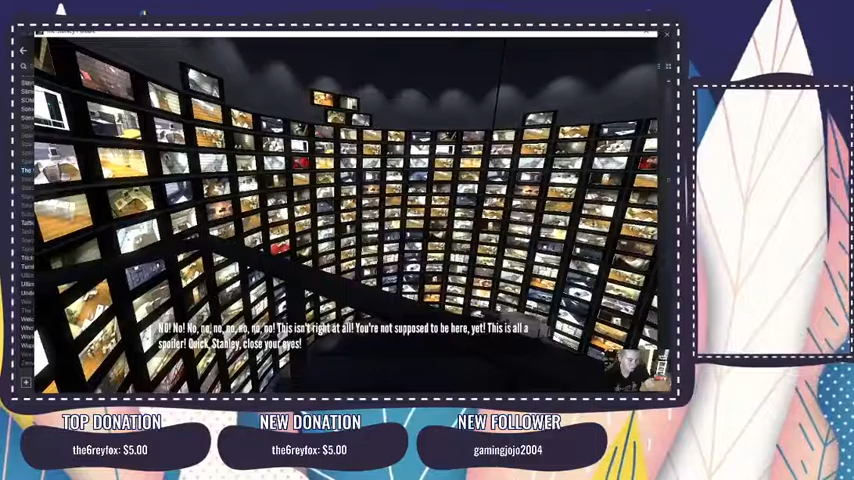 NO! No! No, no, no, no, no, no, no! This isn't right at all! You're not supposed to be here, yet! This is all a
spoiler! Quick, Stanley, close your eyes!
TOP DONATION
NEW DONATION
NEW FOLLOWER
the6reyfox: $5.00
the6reyfox: $5.00
gamingjojo2004